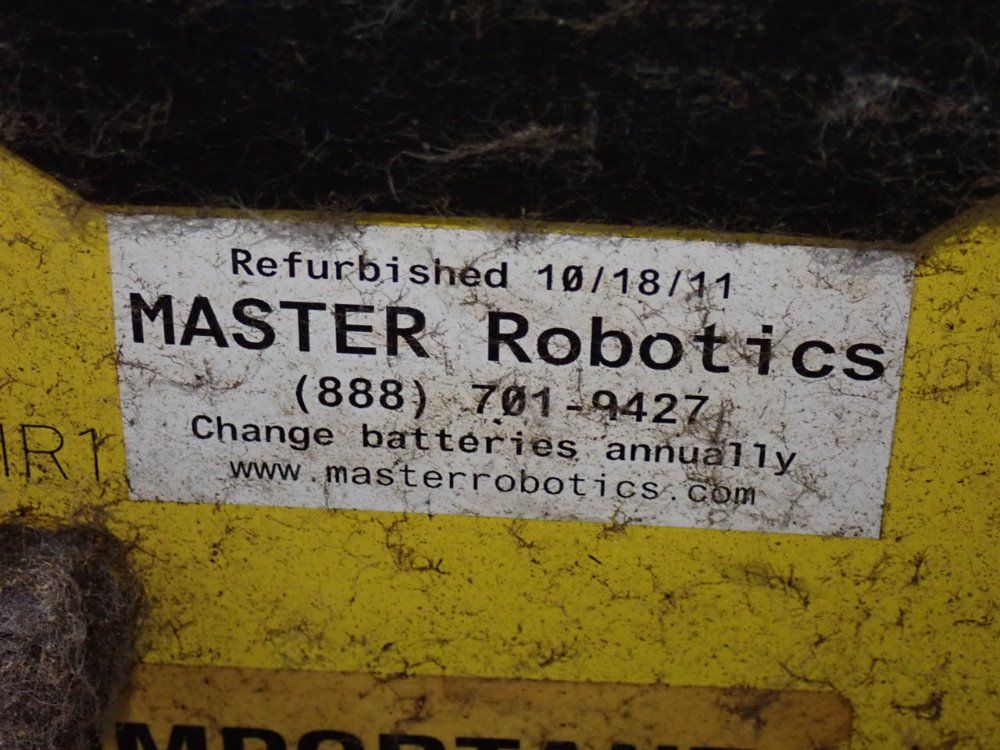 Refurbished 10/18/11
MASTER Robotics
(888) 701-9427
Change batteries annually
www.masterrobotics.com